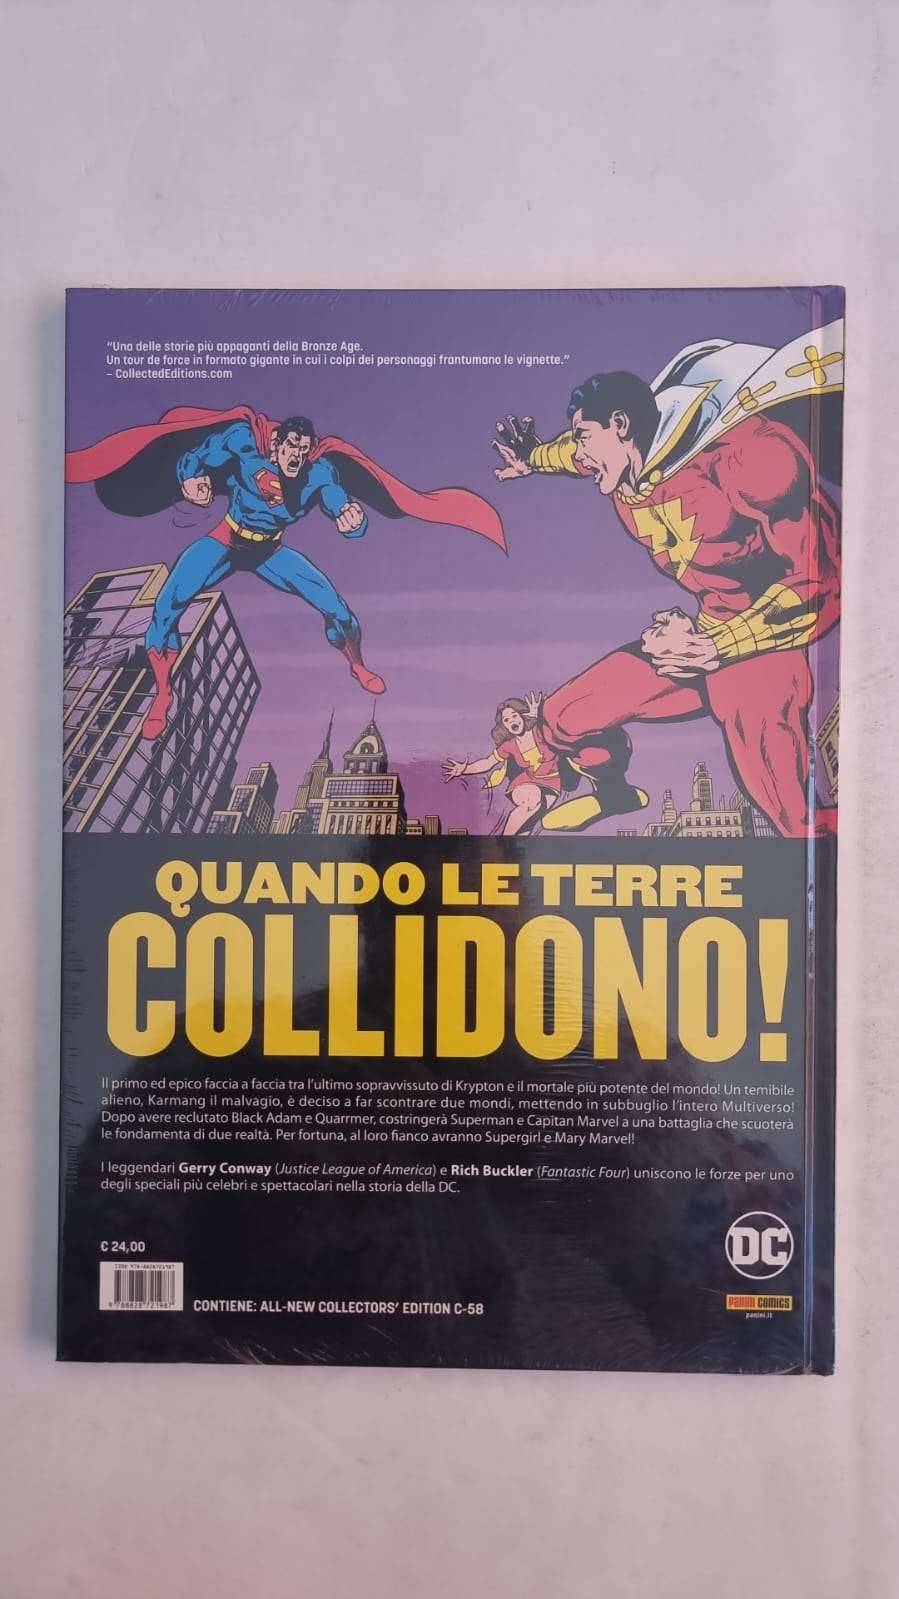 “Una delle storie più appaganti della Bronze Age.
Un tour de force in formato gigante in cui i colpi dei personaggi frantumano le vignette.”
– CollectedEditions.com
QUANDO LE TERRE
COLLIDONO!
Il primo ed epico faccia a faccia tra l’ultimo sopravvissuto di Krypton e il mortale più potente del mondo! Un temibile
alieno, Karmang il malvagio, è deciso a far scontrare due mondi, mettendo in subbuglio l’intero Multiverso!
Dopo avere reclutato Black Adam e Quarrmer, costringerà Superman e Capitan Marvel a una battaglia che scuoterà
le fondamenta di due realtà. Per fortuna, al loro fianco avranno Supergirl e Mary Marvel!
I leggendari Gerry Conway (Justice League of America) e Rich Buckler (Fantastic Four) uniscono le forze per uno
degli speciali più celebri e spettacolari nella storia della DC.
€ 24,00
9 788828 721987
CONTIENE: ALL-NEW COLLECTORS’ EDITION C-58
DC
PANINI COMICS
panini.it